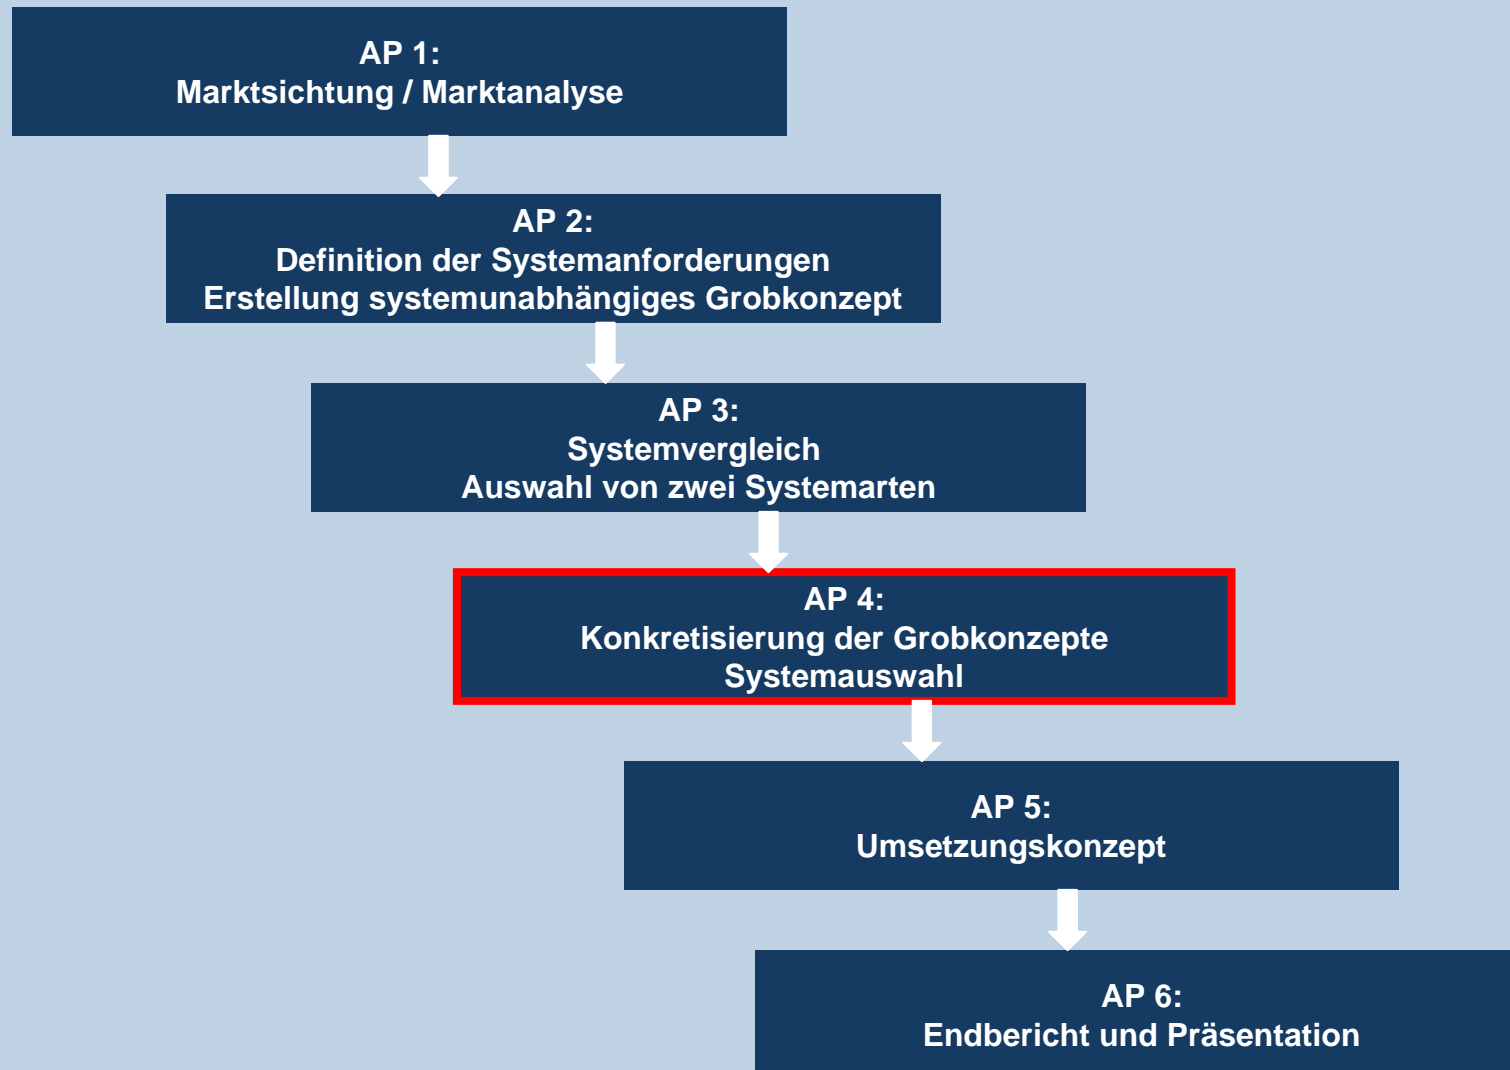 AP 1:
Marktsichtung / Marktanalyse
AP 2:
Definition der Systemanforderungen
Erstellung systemunabhängiges Grobkonzept
AP 3:
Systemvergleich
Auswahl von zwei Systemarten
AP 4:
Konkretisierung der Grobkonzepte
Systemauswahl
AP 5:
Umsetzungskonzept
AP 6:
Endbericht und Präsentation